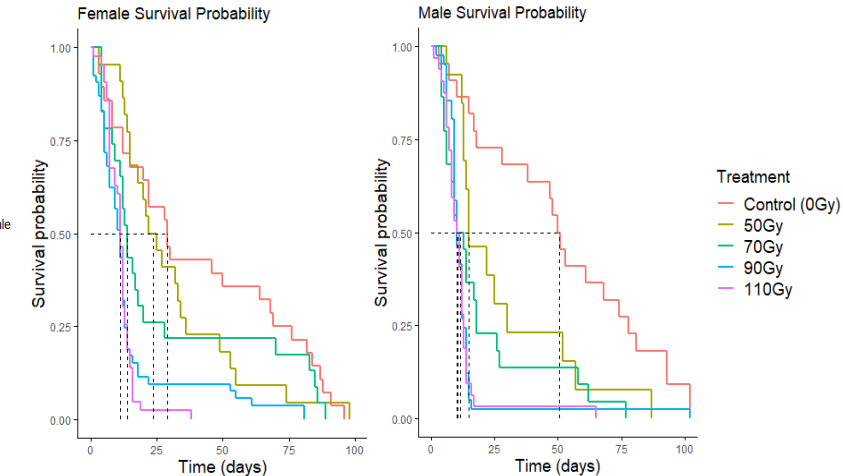 Female Survival Probability
Male Survival Probability
1.00
0.75
0.50
0.25
0.00
Survival probability
0
25
50
75
100
Time (days)
1.00
0.75
0.50
0.25
0.00
Survival probability
0
25
50
75
100
Time (days)
Treatment
Control (0Gy)
50Gy
70Gy
90Gy
110Gy